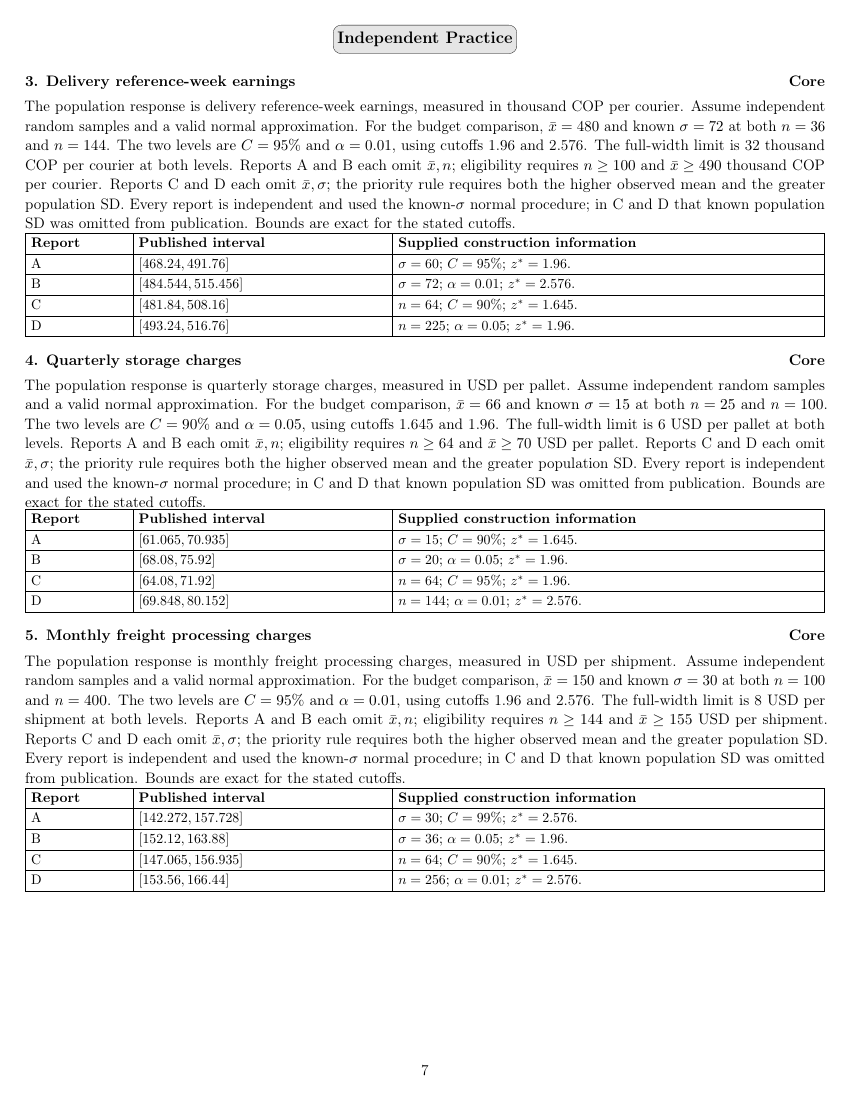 Independent Practice
3. Delivery reference-week earnings Core
The population response is delivery reference-week earnings, measured in thousand COP per courier. Assume independent
random samples and a valid normal approximation. For the budget comparison, x̄ = 480 and known σ = 72 at both n = 36
and n = 144. The two levels are C = 95% and α = 0.01, using cutoffs 1.96 and 2.576. The full-width limit is 32 thousand
COP per courier at both levels. Reports A and B each omit x̄, n; eligibility requires n ≥ 100 and x̄ ≥ 490 thousand COP
per courier. Reports C and D each omit x̄, σ; the priority rule requires both the higher observed mean and the greater
population SD. Every report is independent and used the known-σ normal procedure; in C and D that known population
SD was omitted from publication. Bounds are exact for the stated cutoffs.
Report Published interval Supplied construction information
A [468.24, 491.76] σ = 60; C = 95%; z* = 1.96.
B [484.544, 515.456] σ = 72; α = 0.01; z* = 2.576.
C [481.84, 508.16] n = 64; C = 90%; z* = 1.645.
D [493.24, 516.76] n = 225; α = 0.05; z* = 1.96.
4. Quarterly storage charges Core
The population response is quarterly storage charges, measured in USD per pallet. Assume independent random samples
and a valid normal approximation. For the budget comparison, x̄ = 66 and known σ = 15 at both n = 25 and n = 100.
The two levels are C = 90% and α = 0.05, using cutoffs 1.645 and 1.96. The full-width limit is 6 USD per pallet at both
levels. Reports A and B each omit x̄, n; eligibility requires n ≥ 64 and x̄ ≥ 70 USD per pallet. Reports C and D each omit
x̄, σ; the priority rule requires both the higher observed mean and the greater population SD. Every report is independent
and used the known-σ normal procedure; in C and D that known population SD was omitted from publication. Bounds are
exact for the stated cutoffs.
Report Published interval Supplied construction information
A [61.065, 70.935] σ = 15; C = 90%; z* = 1.645.
B [68.08, 75.92] σ = 20; α = 0.05; z* = 1.96.
C [64.08, 71.92] n = 64; C = 95%; z* = 1.96.
D [69.848, 80.152] n = 144; α = 0.01; z* = 2.576.
5. Monthly freight processing charges Core
The population response is monthly freight processing charges, measured in USD per shipment. Assume independent
random samples and a valid normal approximation. For the budget comparison, x̄ = 150 and known σ = 30 at both n = 100
and n = 400. The two levels are C = 95% and α = 0.01, using cutoffs 1.96 and 2.576. The full-width limit is 8 USD per
shipment at both levels. Reports A and B each omit x̄, n; eligibility requires n ≥ 144 and x̄ ≥ 155 USD per shipment.
Reports C and D each omit x̄, σ; the priority rule requires both the higher observed mean and the greater population SD.
Every report is independent and used the known-σ normal procedure; in C and D that known population SD was omitted
from publication. Bounds are exact for the stated cutoffs.
Report Published interval Supplied construction information
A [142.272, 157.728] σ = 30; C = 99%; z* = 2.576.
B [152.12, 163.88] σ = 36; α = 0.05; z* = 1.96.
C [147.065, 156.935] n = 64; C = 90%; z* = 1.645.
D [153.56, 166.44] n = 256; α = 0.01; z* = 2.576.
7